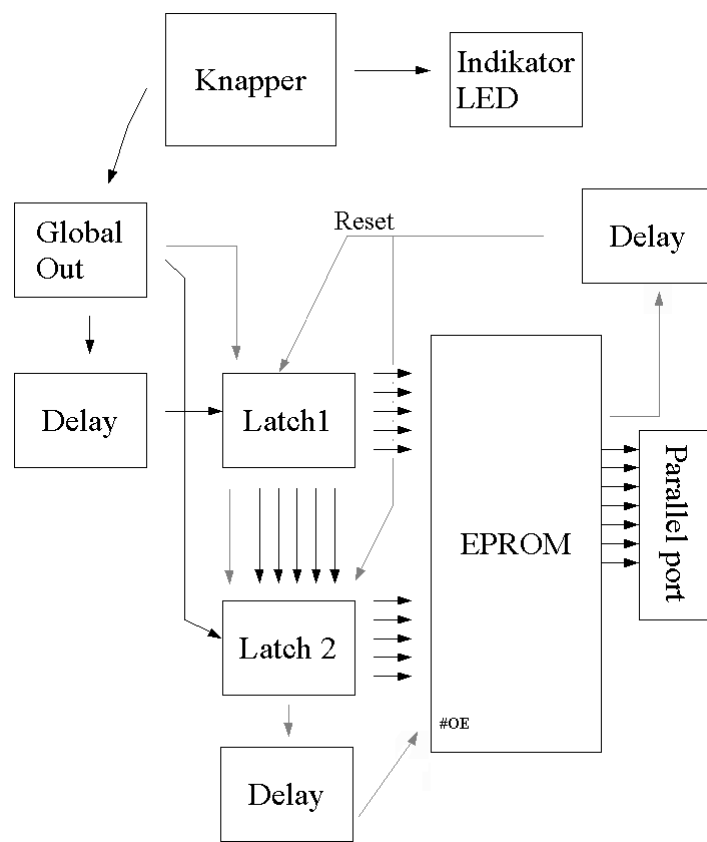 Knapper
Indikator
LED
Global
Out
Reset
Delay
Delay
Latch1
EPROM
Parallel port
Latch 2
#OE
Delay